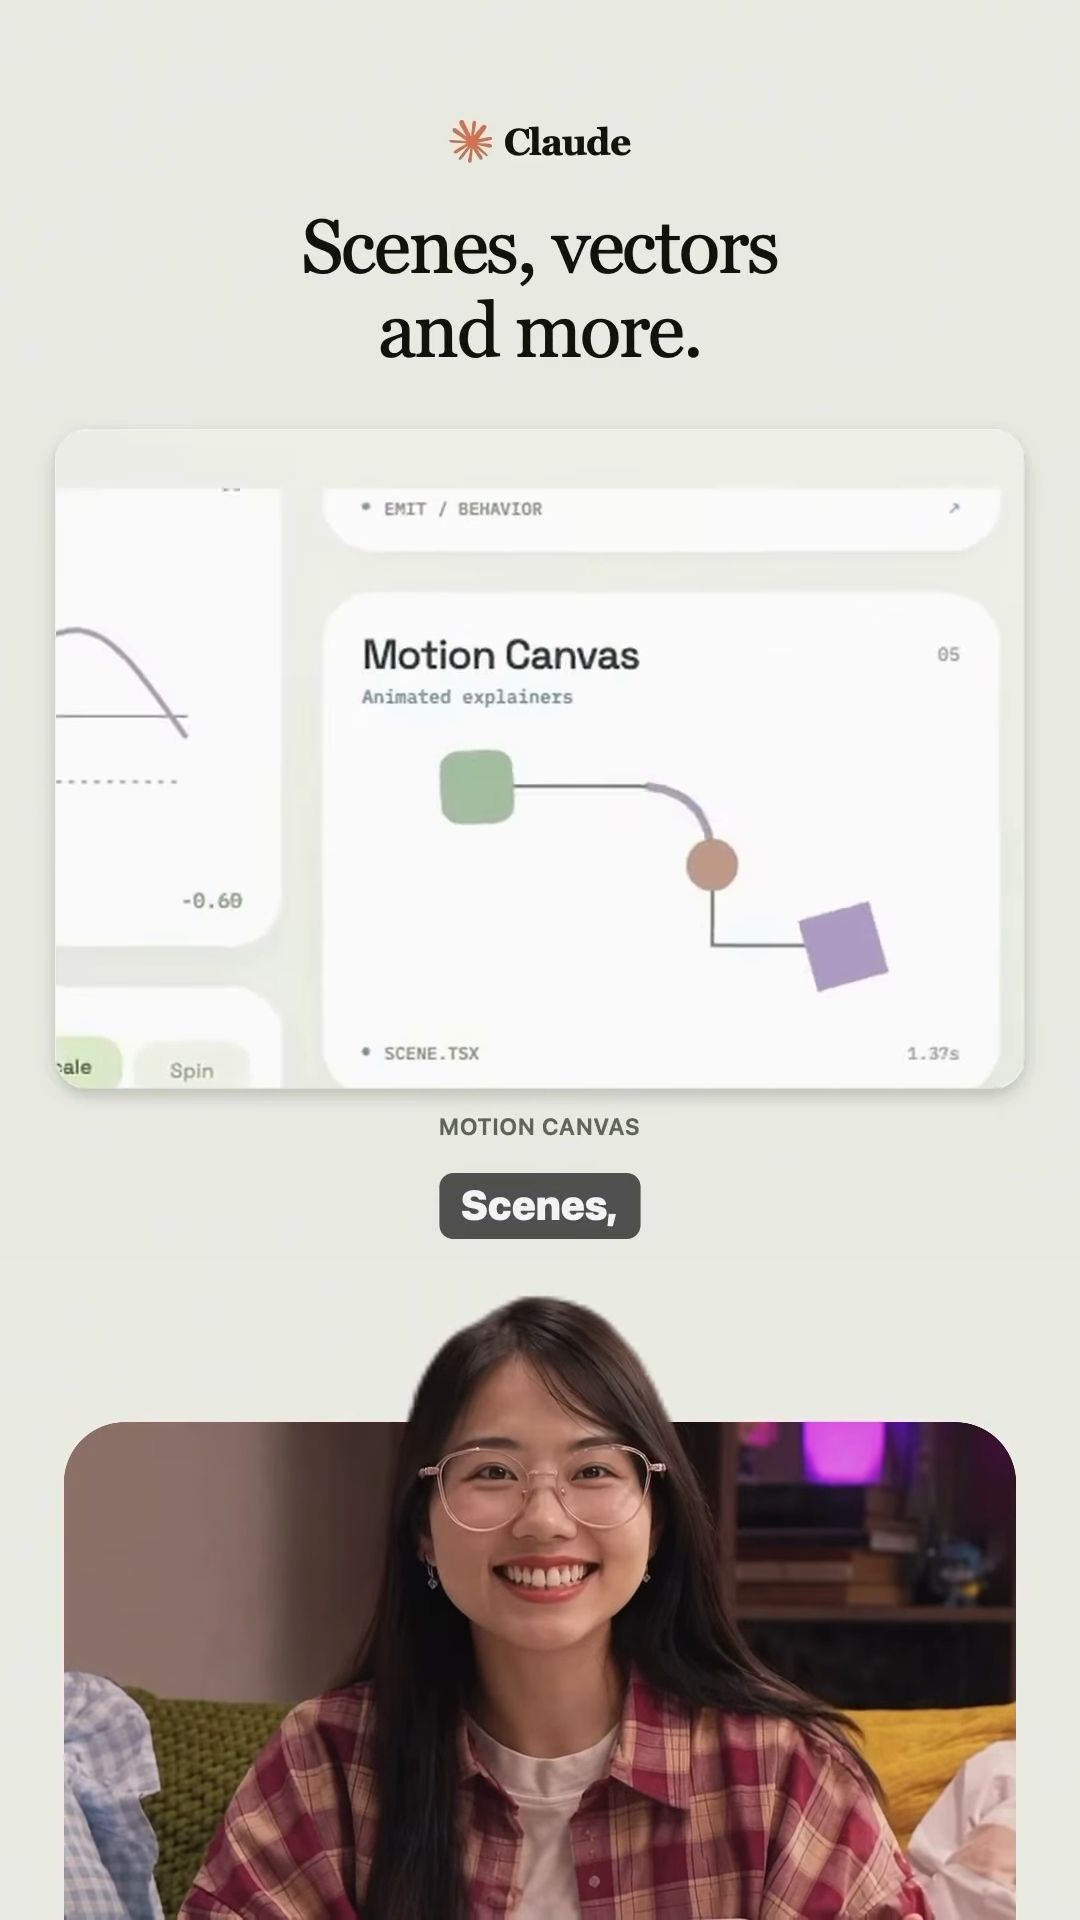 Claude
Scenes, vectors
and more.
EMIT / BEHAVIOR ↗
Motion Canvas
05
Animated explainers
-0.60
cale
Spin
SCENE.TSX
1.37s
MOTION CANVAS
Scenes,